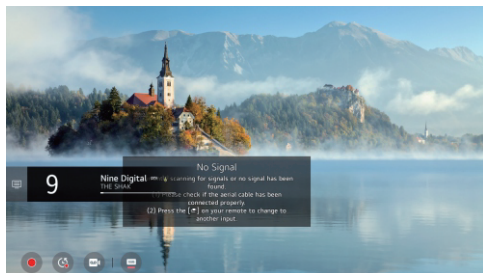 No Signal
scanning for signals or no signal has been
found
9
Nine Digital
THE SHAK
Please check if the aerial cable has been
connected properly.
(2) Press the [ ] on your remote to change to
another input.